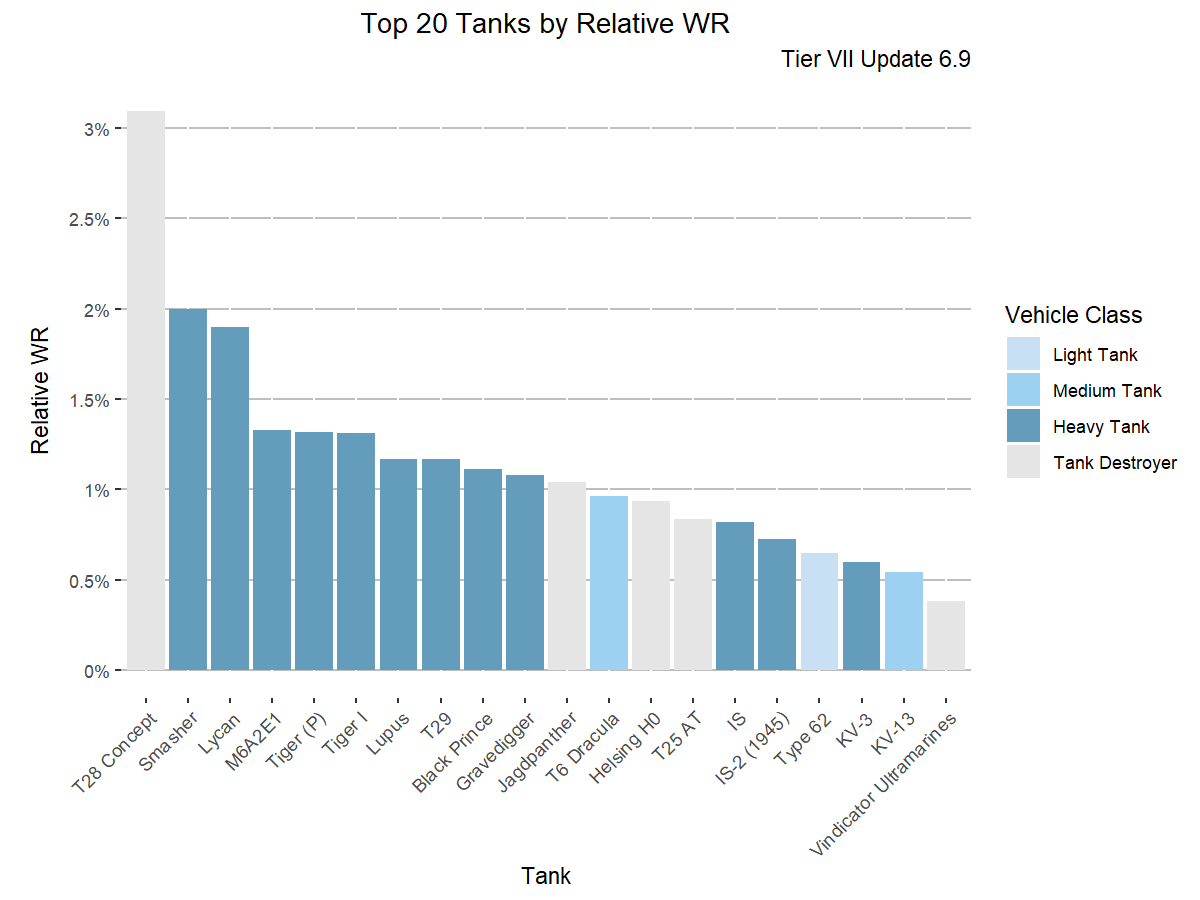 Top 20 Tanks by Relative WR
Tier VII Update 6.9
Relative WR
3%
2.5%
2%
1.5%
1%
0.5%
0%
T28 Concept
Smasher
Lycan
M6A2E1
Tiger (P)
Tiger I
Lupus
T29
Black Prince
Gravedigger
Jagdpanther
T6 Dracula
Helsing H0
T25 AT
IS
IS-2 (1945)
Type 62
KV-3
KV-13
Vindicator Ultramarines
Tank
Vehicle Class
Light Tank
Medium Tank
Heavy Tank
Tank Destroyer